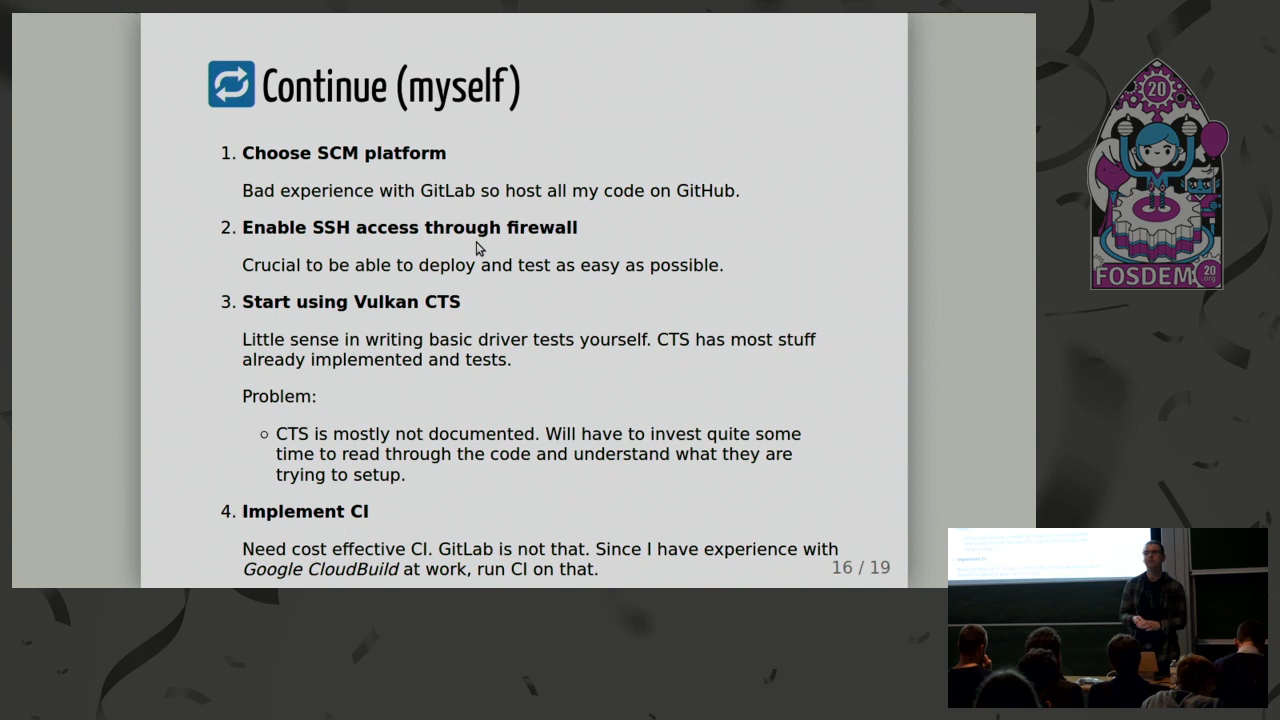 Continue (myself)
1. Choose SCM platform
Bad experience with GitLab so host all my code on GitHub.
2. Enable SSH access through firewall
Crucial to be able to deploy and test as easy as possible.
3. Start using Vulkan CTS
Little sense in writing basic driver tests yourself. CTS has most stuff
already implemented and tests.
Problem:
CTS is mostly not documented. Will have to invest quite some
time to read through the code and understand what they are
trying to setup.
4. Implement CI
Need cost effective CI. GitLab is not that. Since I have experience with
Google CloudBuild at work, run CI on that.
16 / 19
20
FOSDEM 20
.org